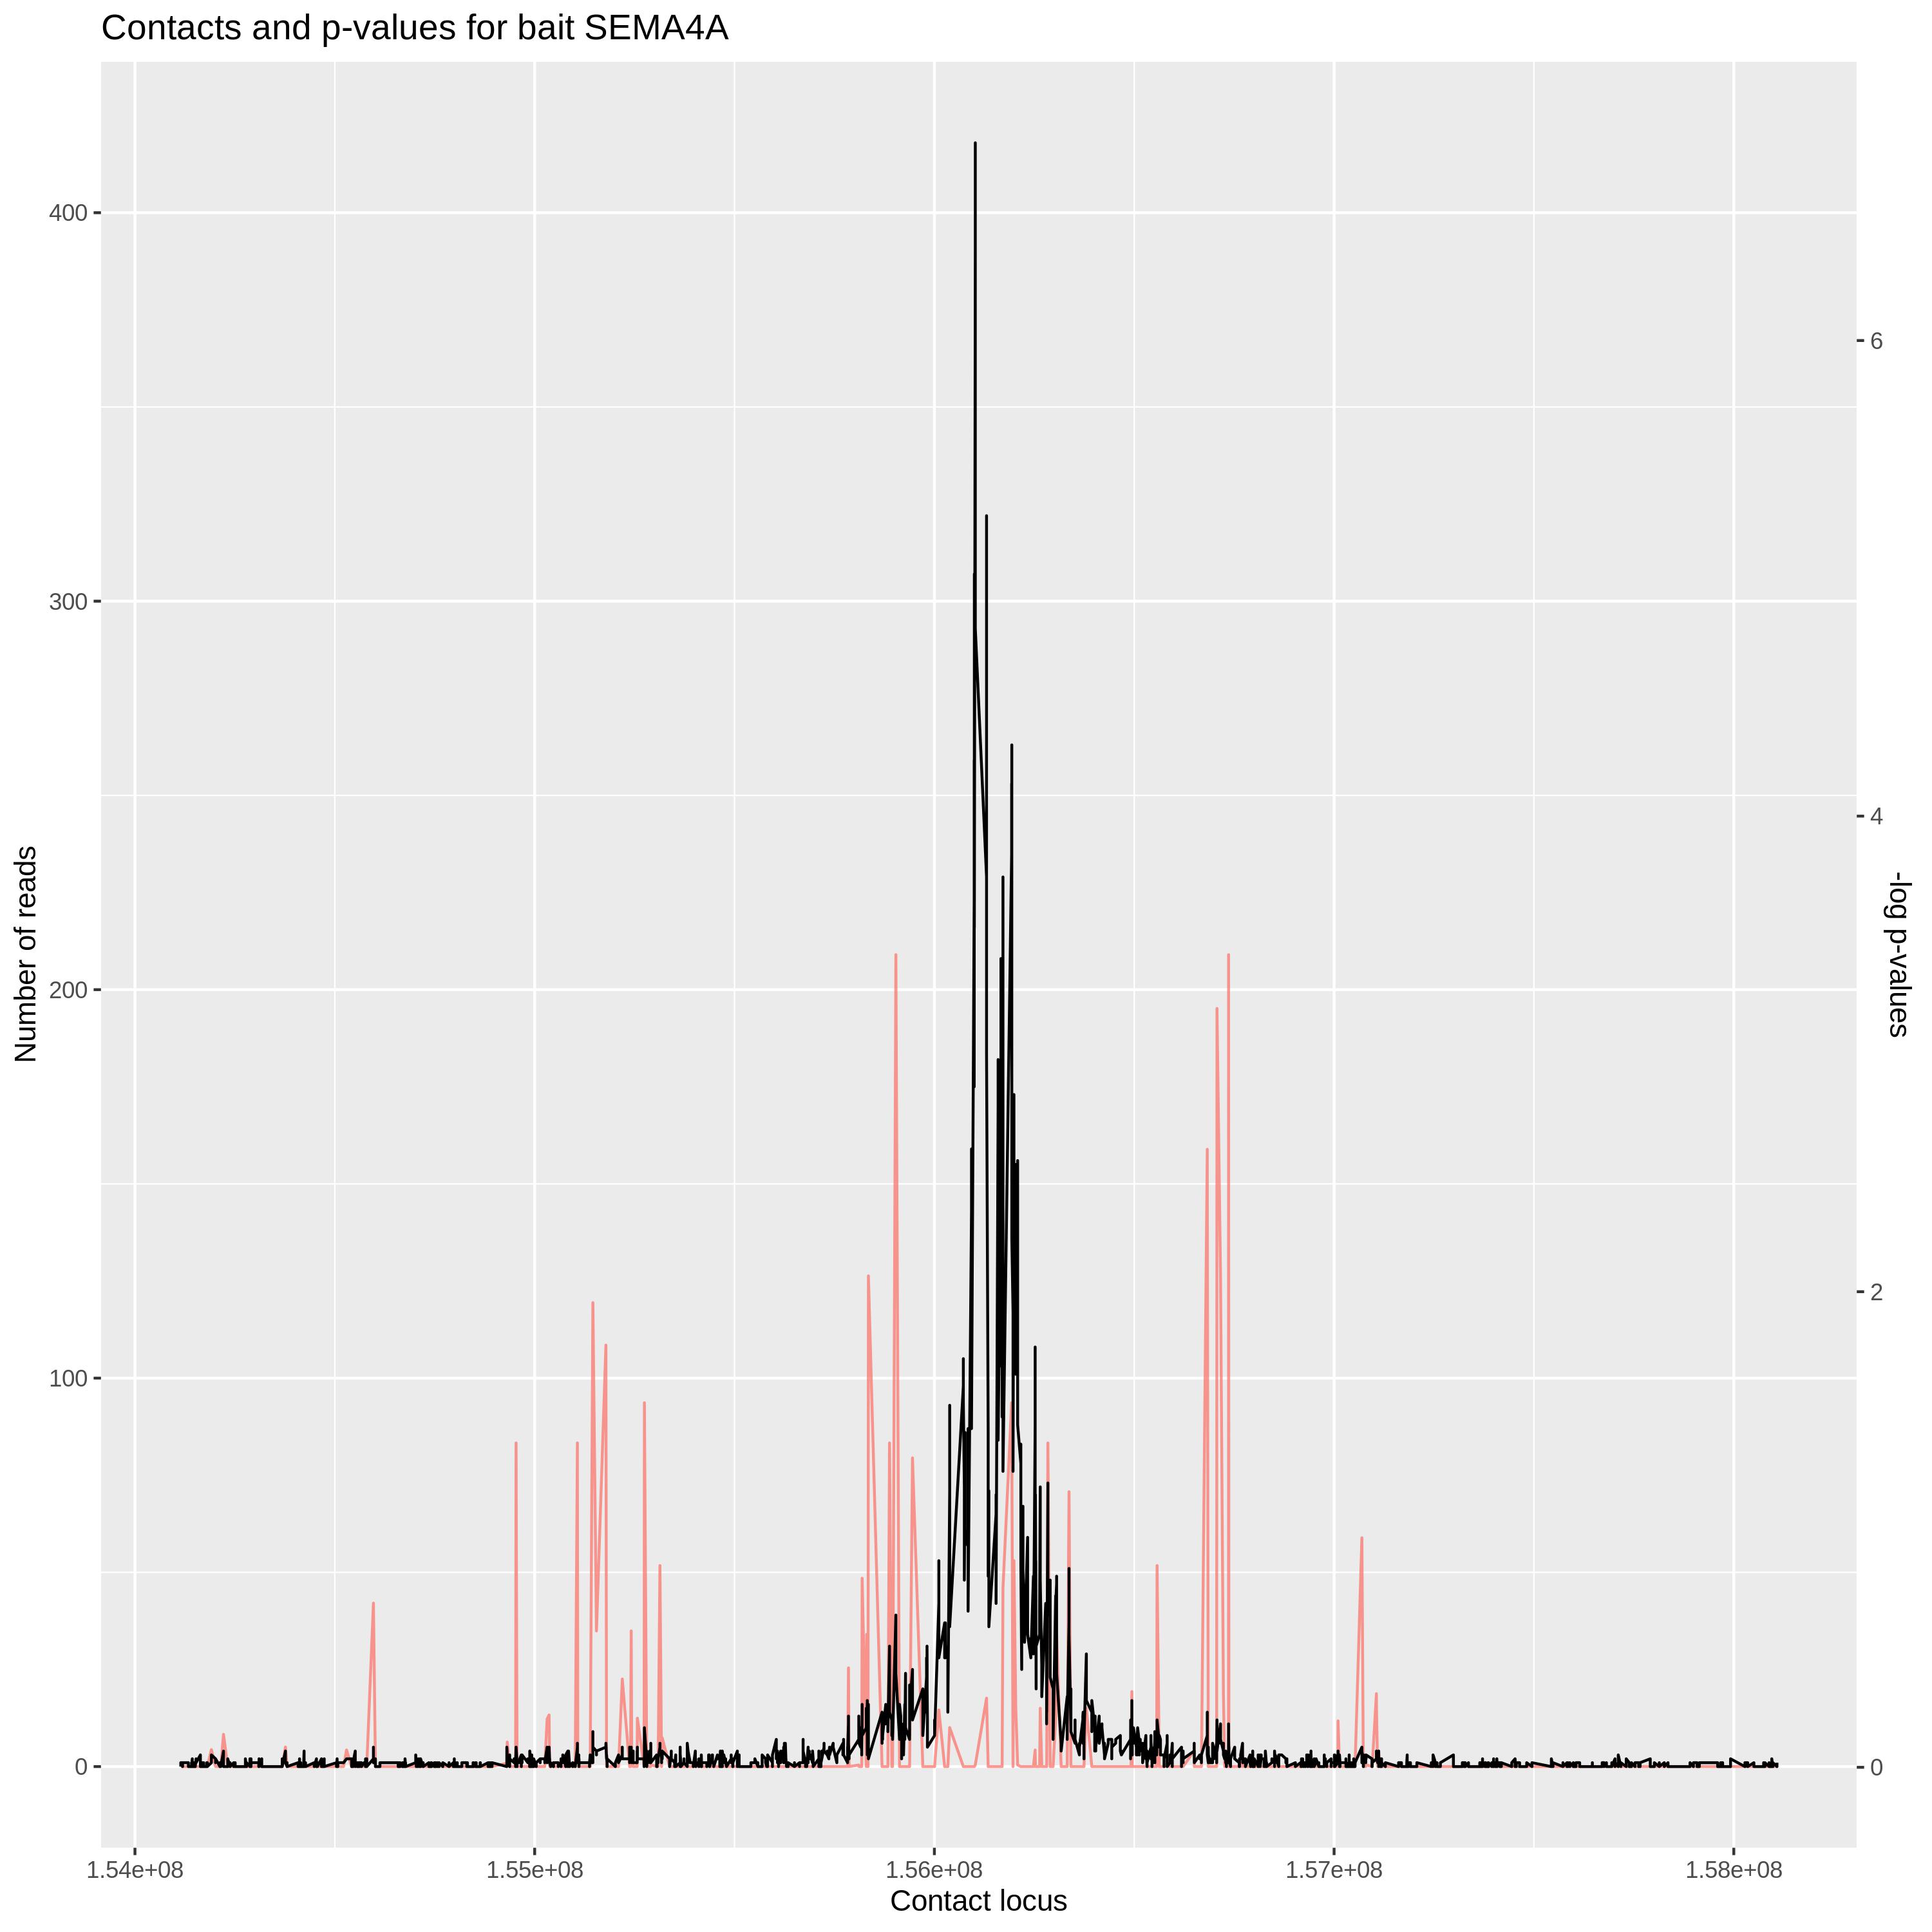 Contacts and p-values for bait SEMA4A
400
300
200
100
0
Number of reads
6
4
2
0
-log p-values
1.54e+08
1.55e+08
1.56e+08
1.57e+08
1.58e+08
Contact locus